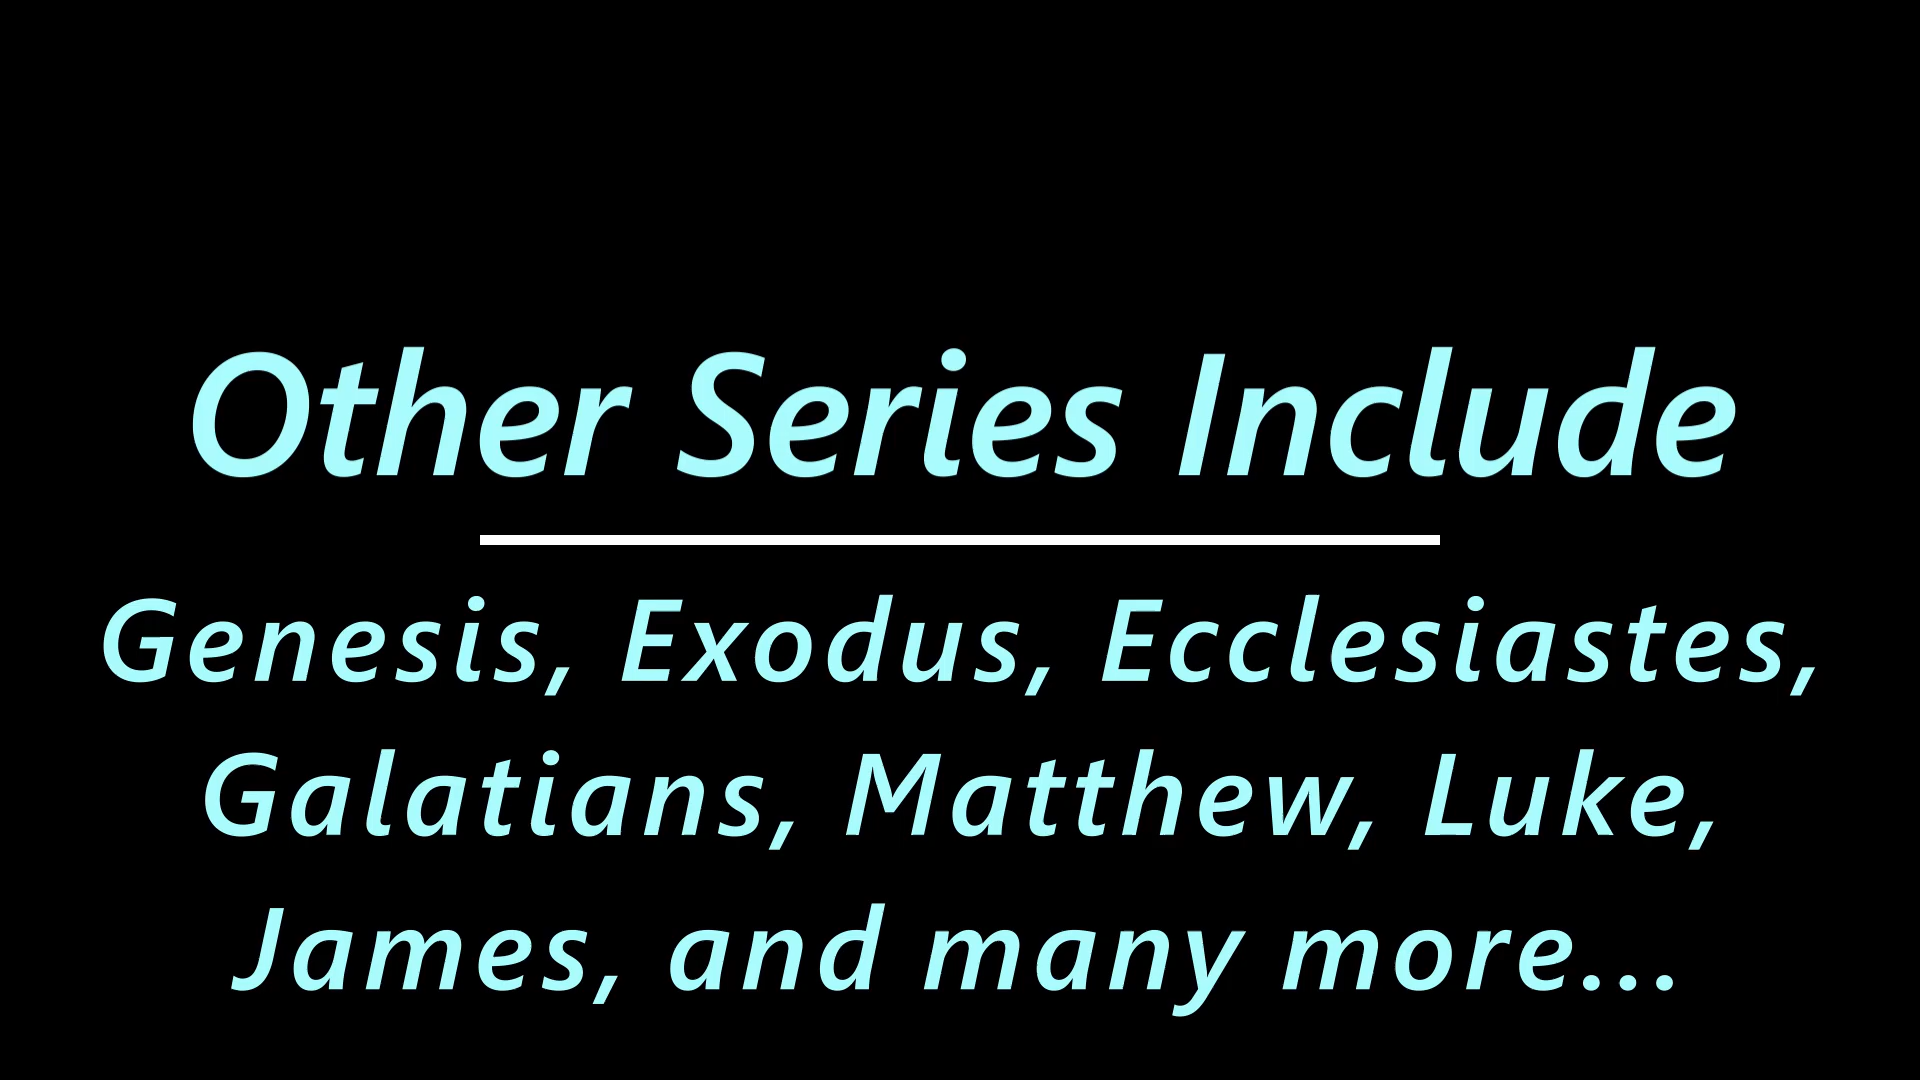 Other Series Include
Genesis, Exodus, Ecclesiastes,
Galatians, Matthew, Luke,
James, and many more...